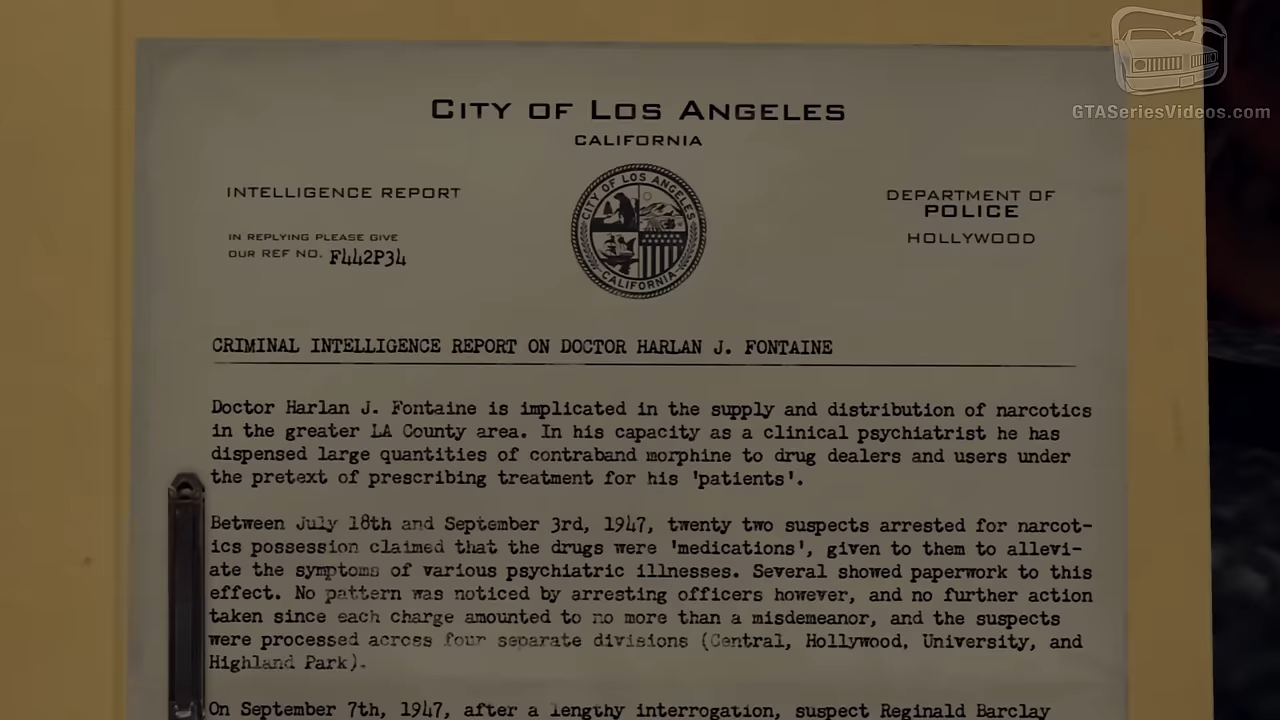 GTASeriesVideos.com
CITY OF LOS ANGELES
CALIFORNIA
INTELLIGENCE REPORT
IN REPLYING PLEASE GIVE
OUR REF NO. F442P34
CITY OF LOS ANGELES
CALIFORNIA
DEPARTMENT OF
POLICE
HOLLYWOOD
CRIMINAL INTELLIGENCE REPORT ON DOCTOR HARLAN J. FONTAINE
Doctor Harlan J. Fontaine is implicated in the supply and distribution of narcotics
in the greater LA County area. In his capacity as a clinical psychiatrist he has
dispensed large quantities of contraband morphine to drug dealers and users under
the pretext of prescribing treatment for his 'patients'.
Between July 18th and September 3rd, 1947, twenty two suspects arrested for narcot-
ics possession claimed that the drugs were 'medications', given to them to allevi-
ate the symptoms of various psychiatric illnesses. Several showed paperwork to this
effect. No pattern was noticed by arresting officers however, and no further action
taken since each charge amounted to no more than a misdemeanor, and the suspects
were processed across four separate divisions (Central, Hollywood, University, and
Highland Park).
On September 7th, 1947, after a lengthy interrogation, suspect Reginald Barclay